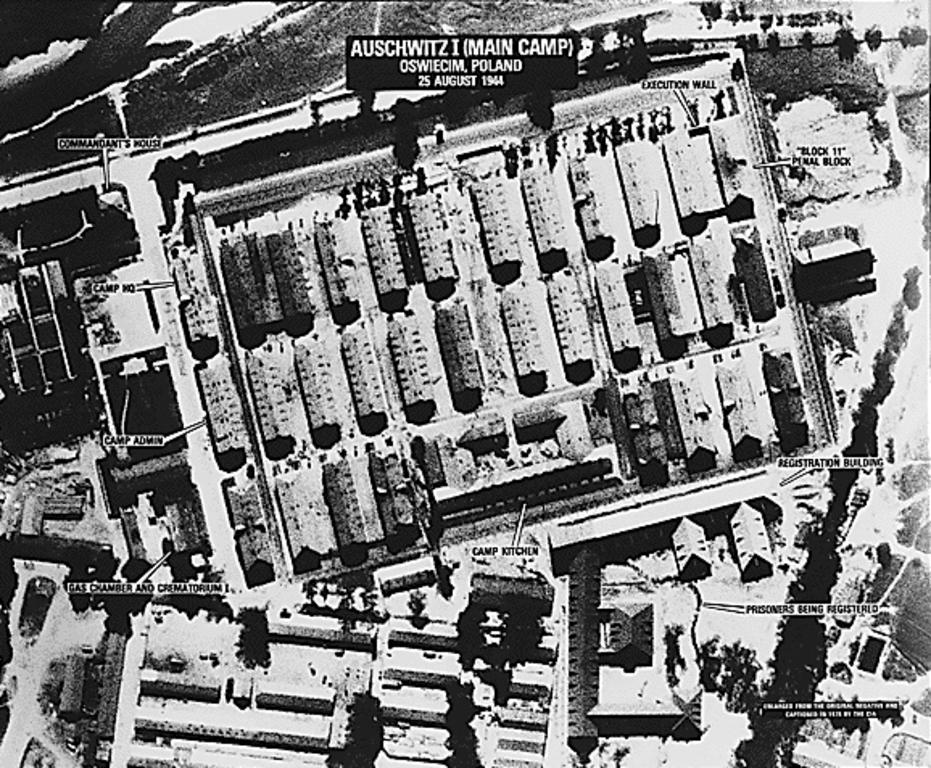 AUSCHWITZ I (MAIN CAMP)
OSWIECIM, POLAND
25 AUGUST 1944
EXECUTION WALL
COMMANDANT'S HOUSE
"BLOCK 11"
PENAL BLOCK
CAMP HQ
CAMP ADMIN
REGISTRATION BUILDING
CAMP KITCHEN
GAS CHAMBER AND CREMATORIUM I
PRISONERS BEING REGISTERED
ENLARGED FROM THE ORIGINAL NEGATIVE AND
CAPTIONED IN 1978 BY THE CIA